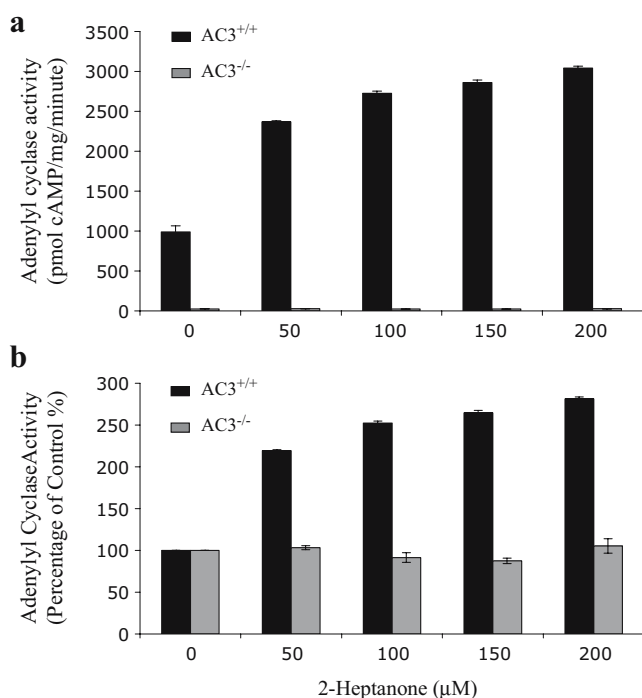 a
AC3+/+
AC3-/-
Adenylyl cyclase activity
(pmol cAMP/mg/minute)
3500
3000
2500
2000
1500
1000
500
0
0 50 100 150 200
b
AC3+/+
AC3-/-
Adenylyl CyclaseActivity
(Percentage of Control %)
300
250
200
150
100
50
0
0 50 100 150 200
2-Heptanone (µM)